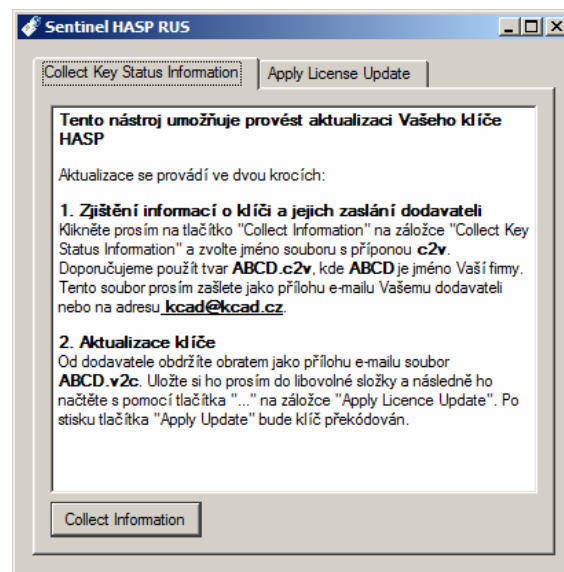 Sentinel HASP RUS
Collect Key Status Information
Apply License Update
Tento nástroj umožňuje provést aktualizaci Vašeho klíče
HASP
Aktualizace se provádí ve dvou krocích:
1. Zjištění informací o klíči a jejich zaslání dodavateli
Klikněte prosím na tlačítko "Collect Information" na záložce "Collect Key
Status Information" a zvolte jméno souboru s příponou c2v.
Doporučujeme použít tvar ABCD.c2v, kde ABCD je jméno Vaší firmy.
Tento soubor prosím zašlete jako přílohu e-mailu Vašemu dodavateli
nebo na adresu kcad@kcad.cz.
2. Aktualizace klíče
Od dodavatele obdržíte obratem jako přílohu e-mailu soubor
ABCD.v2c. Uložte si ho prosím do libovolné složky a následně ho
načtěte s pomocí tlačítka "..." na záložce "Apply Licence Update". Po
stisku tlačítka "Apply Update" bude klíč překódován.
Collect Information